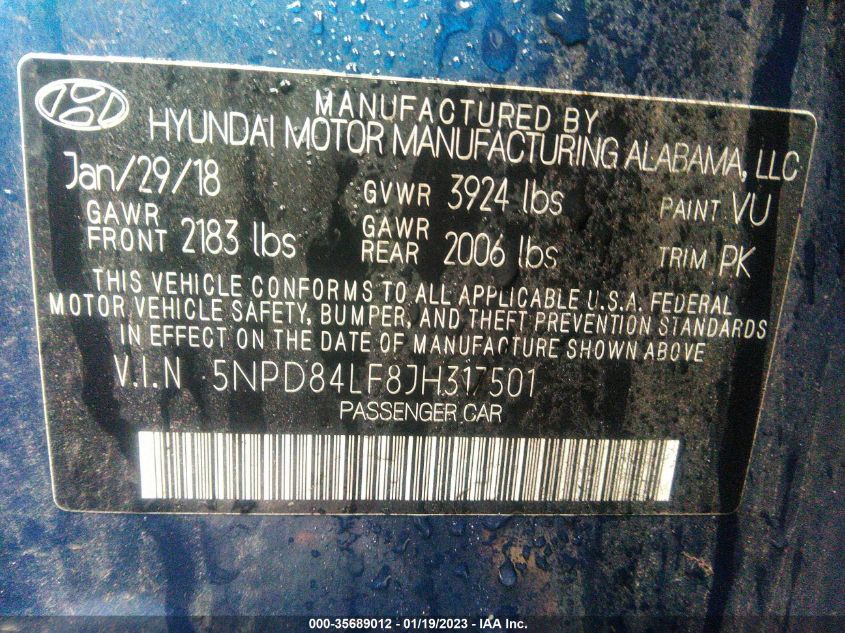 MANUFACTURED BY
HYUNDAI MOTOR MANUFACTURING ALABAMA, LLC
Jan/29/18 GVWR 3924 lbs PAINT VU
GAWR FRONT 2183 lbs GAWR REAR 2006 lbs TRIM PK
THIS VEHICLE CONFORMS TO ALL APPLICABLE U.S.A. FEDERAL
MOTOR VEHICLE SAFETY, BUMPER, AND THEFT PREVENTION STANDARDS
IN EFFECT ON THE DATE OF MANUFACTURE SHOWN ABOVE
V.I.N 5NPD84LF8JH317501
PASSENGER CAR
000-35689012 - 01/19/2023 - IAA Inc.